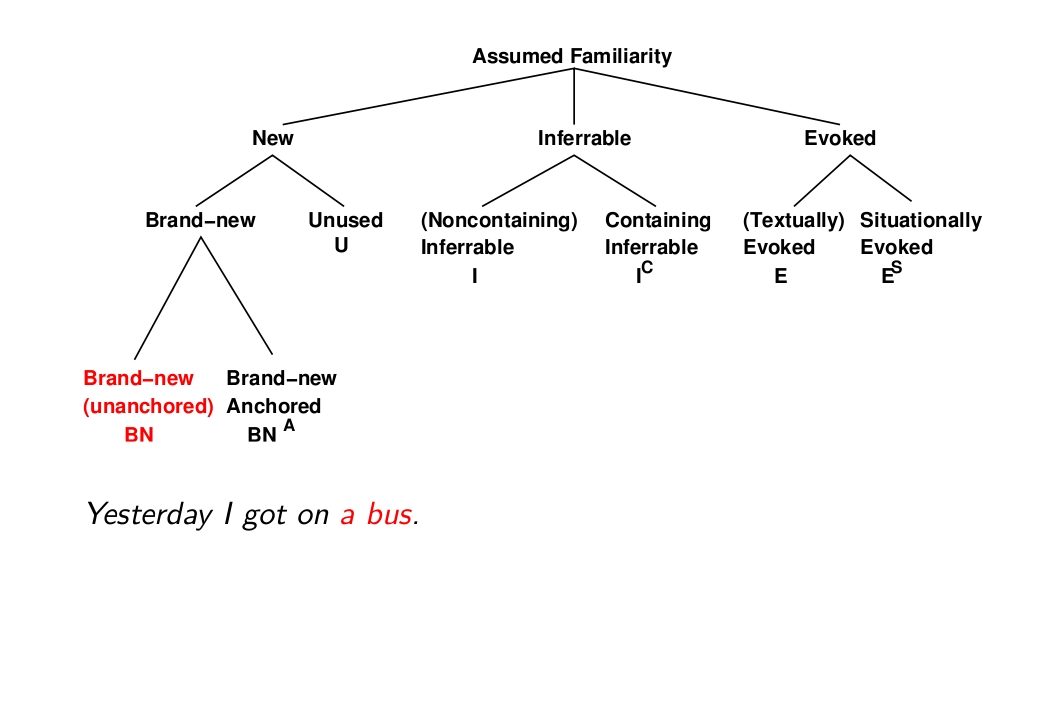 Assumed Familiarity
New Inferrable Evoked
Brand–new Unused (Noncontaining) Containing (Textually) Situationally
U Inferrable Inferrable Evoked Evoked
I I^C E E^S
Brand–new Brand–new
(unanchored) Anchored
BN BN^A
Yesterday I got on a bus.